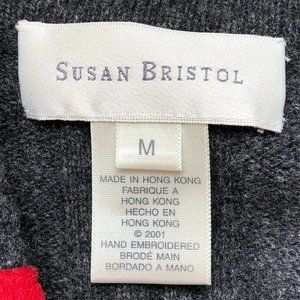 SUSAN BRISTOL
M
MADE IN HONG KONG
FABRIQUE A
HONG KONG
HECHO EN
HONG KONG
© 2001
HAND EMBROIDERED
BRODÉ MAIN
BORDADO A MANO